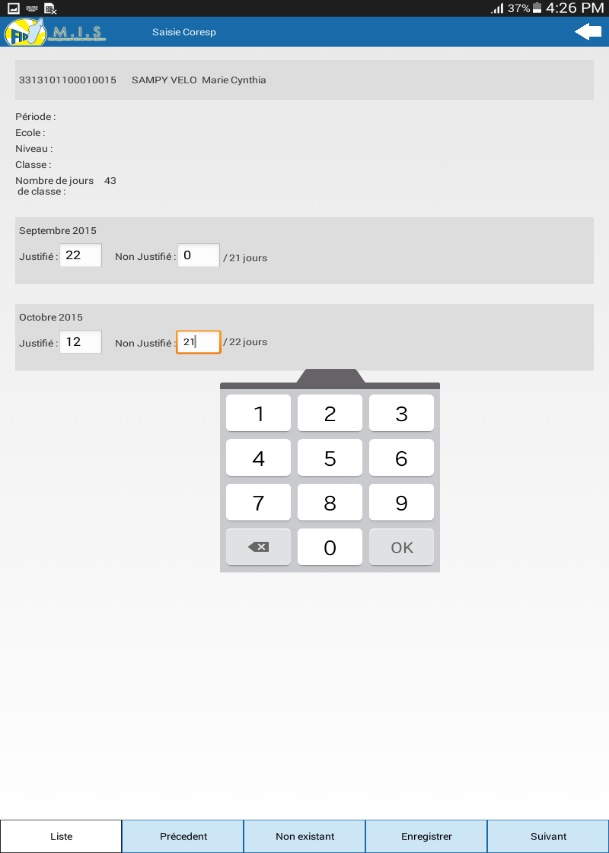 37% 4:26 PM
FID M.I.S Saisie Coresp
3313101100010015 SAMPY VELO Marie Cynthia
Période :
Ecole :
Niveau :
Classe :
Nombre de jours 43
de classe :
Septembre 2015
Justifié : 22 Non Justifié : 0 / 21 jours
Octobre 2015
Justifié : 12 Non Justifié : 21 / 22 jours
1 2 3
4 5 6
7 8 9
0 OK
Liste Précedent Non existant Enregistrer Suivant